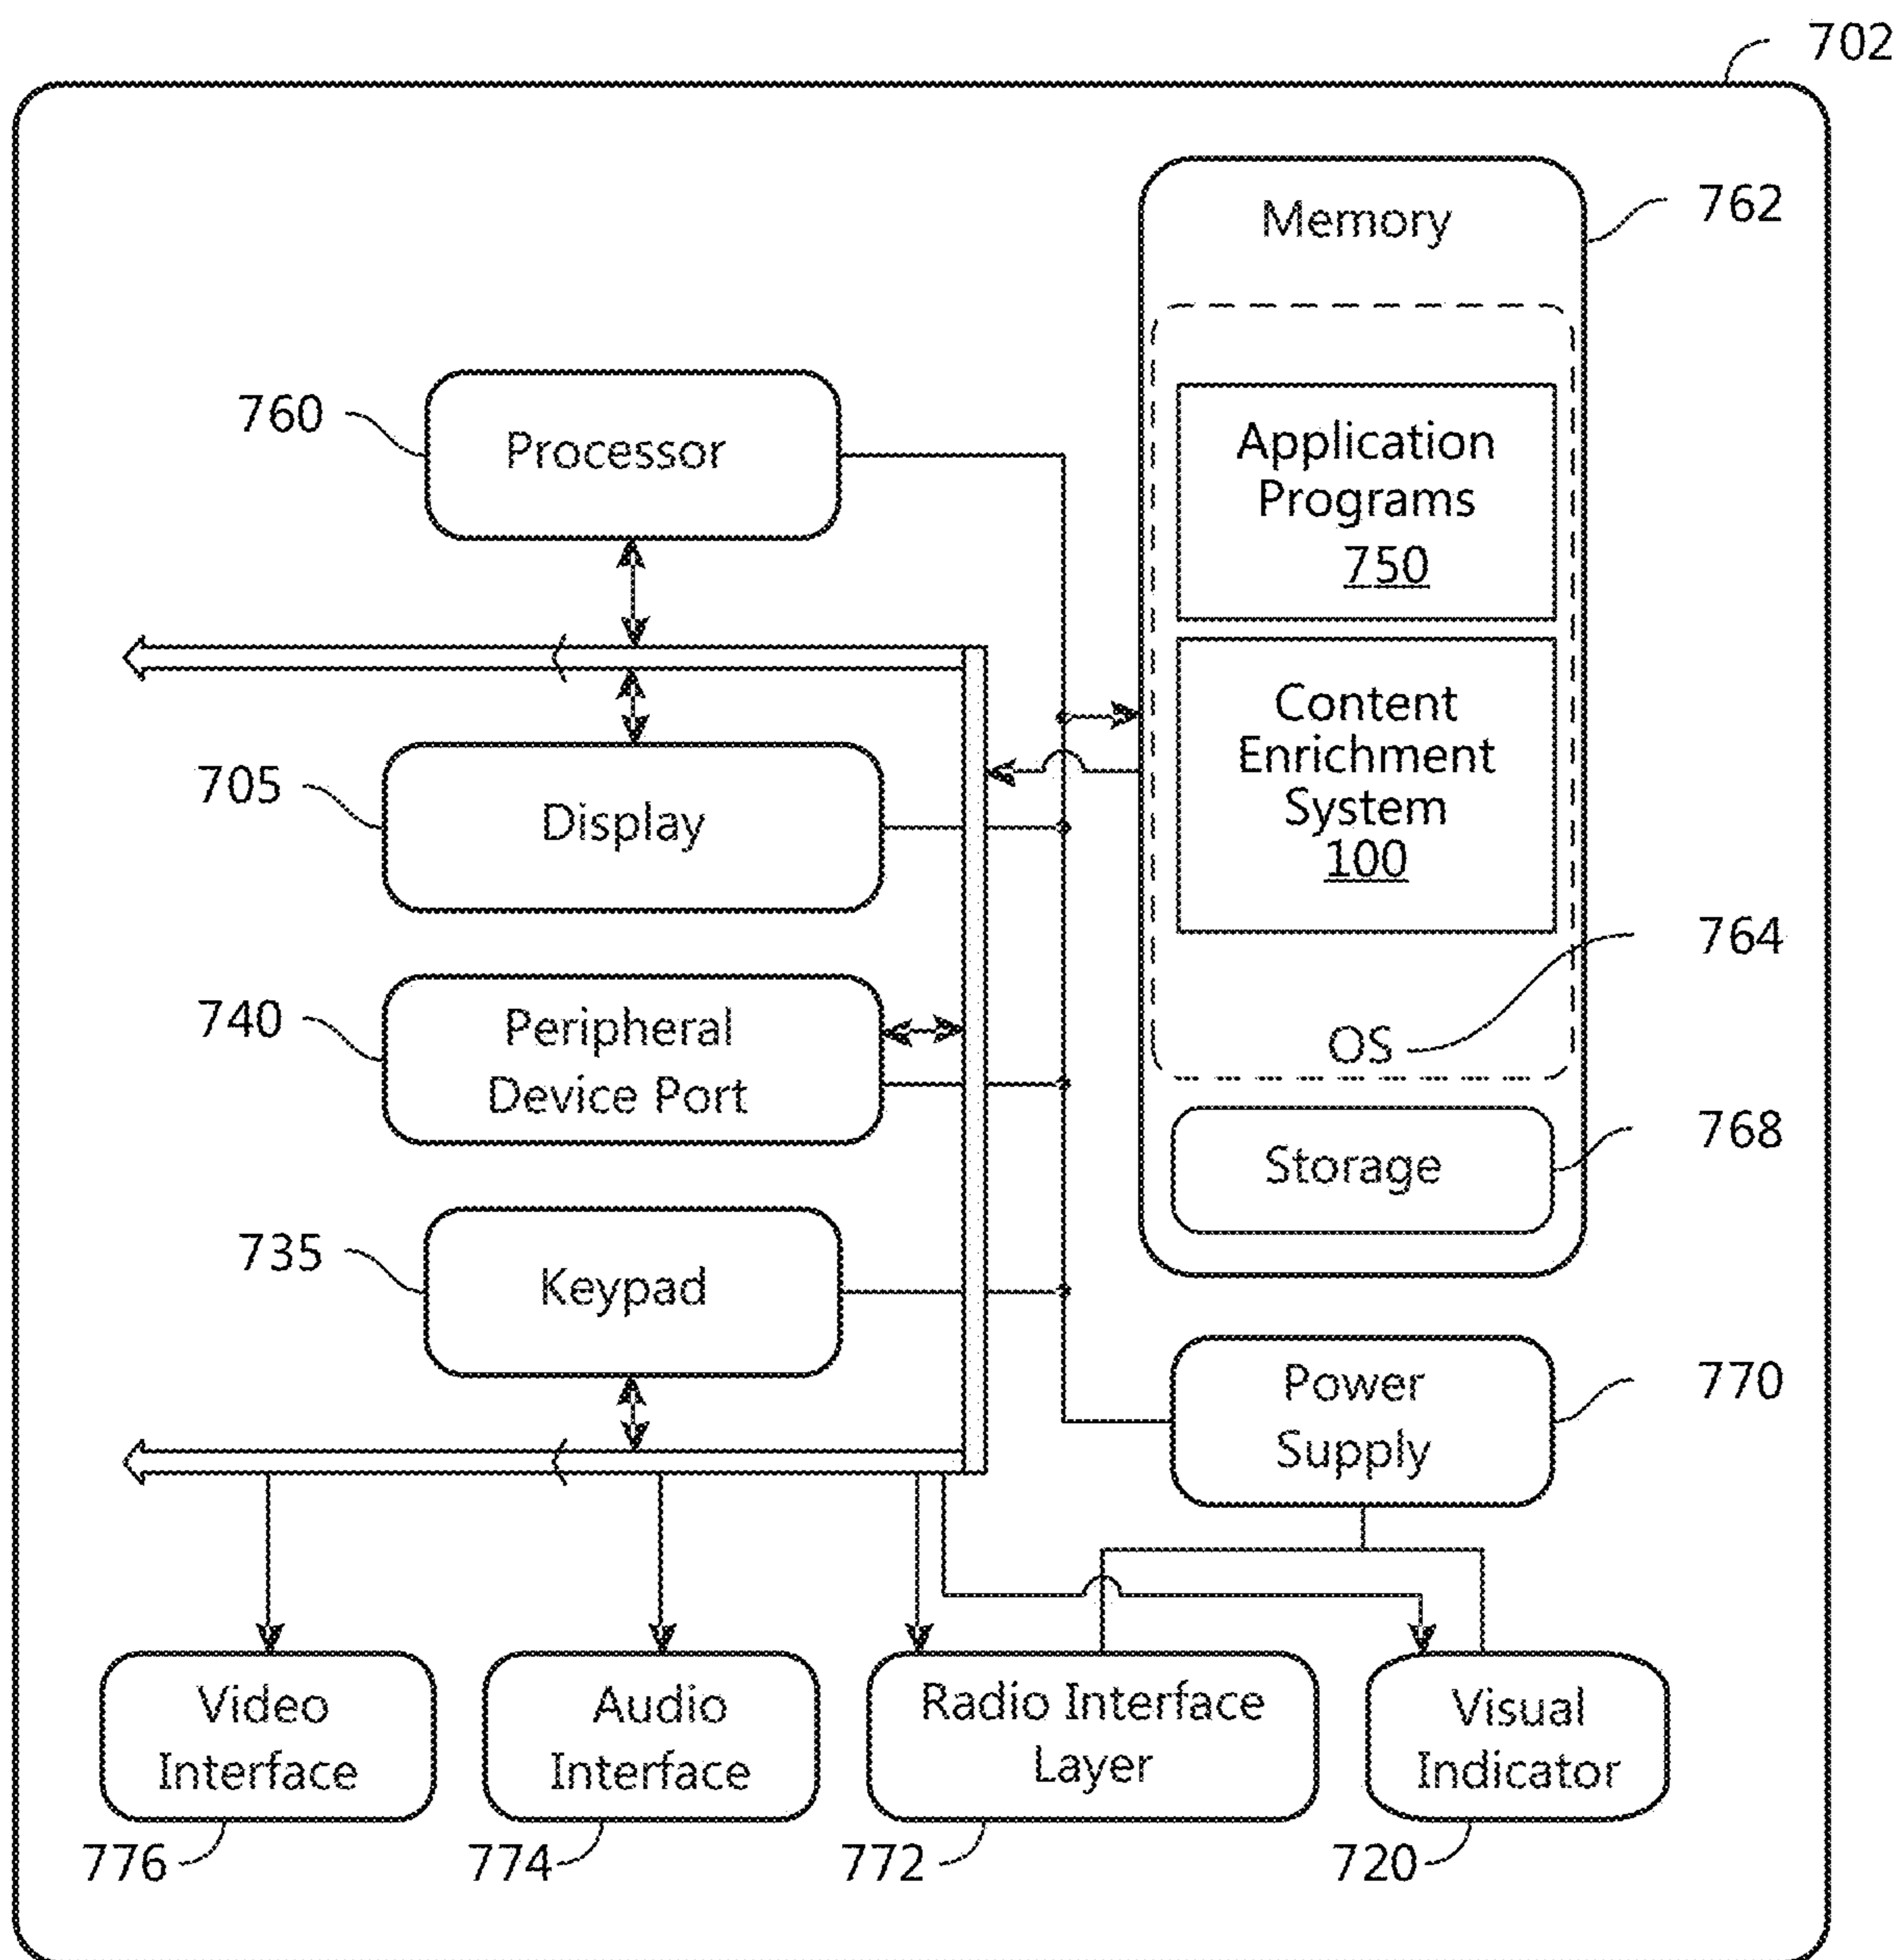 702
Memory
762
760
Processor
Application
Programs
750
Content
Enrichment
System
100
705
Display
764
740
Peripheral
Device Port
OS
768
Storage
735
Keypad
770
Power
Supply
Video
Interface
Audio
Interface
Radio Interface
Layer
Visual
Indicator
776
774
772
720